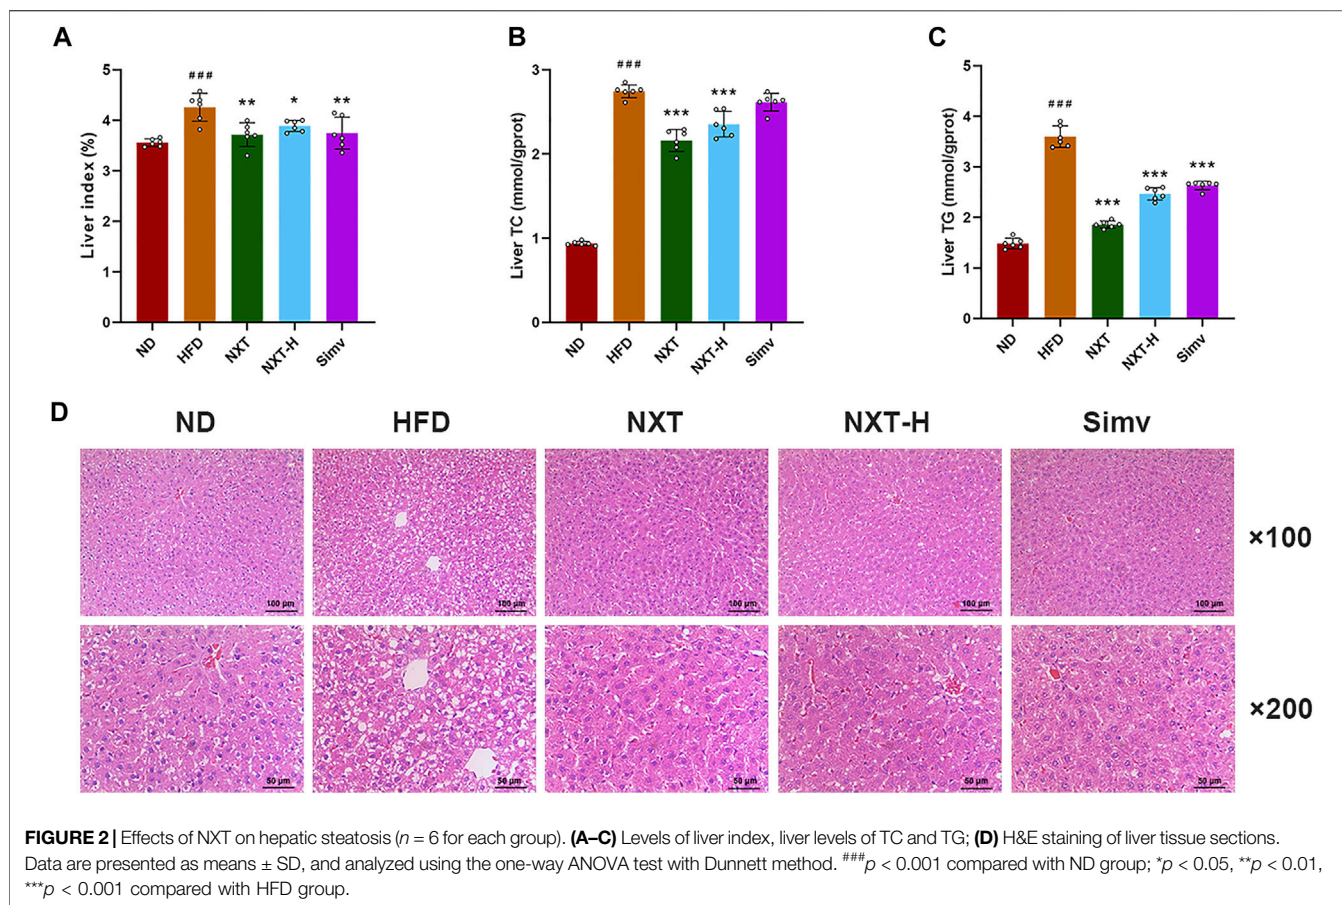 A
B
C
Liver index (%)
5
4
3
2
1
0
###
**
*
**
ND
HFD
NXT
NXT-H
Simv
Liver TC (mmol/gprot)
3
2
1
0
###
***
***
ND
HFD
NXT
NXT-H
Simv
Liver TG (mmol/gprot)
5
4
3
2
1
0
###
***
***
***
ND
HFD
NXT
NXT-H
Simv
D
ND HFD NXT NXT-H Simv
100 µm 100 µm 100 µm 100 µm 100 µm
×100
50 µm 50 µm 50 µm 50 µm 50 µm
×200
FIGURE 2 | Effects of NXT on hepatic steatosis (n = 6 for each group). (A–C) Levels of liver index, liver levels of TC and TG; (D) H&E staining of liver tissue sections.
Data are presented as means ± SD, and analyzed using the one-way ANOVA test with Dunnett method. ###p < 0.001 compared with ND group; *p < 0.05, **p < 0.01,
***p < 0.001 compared with HFD group.